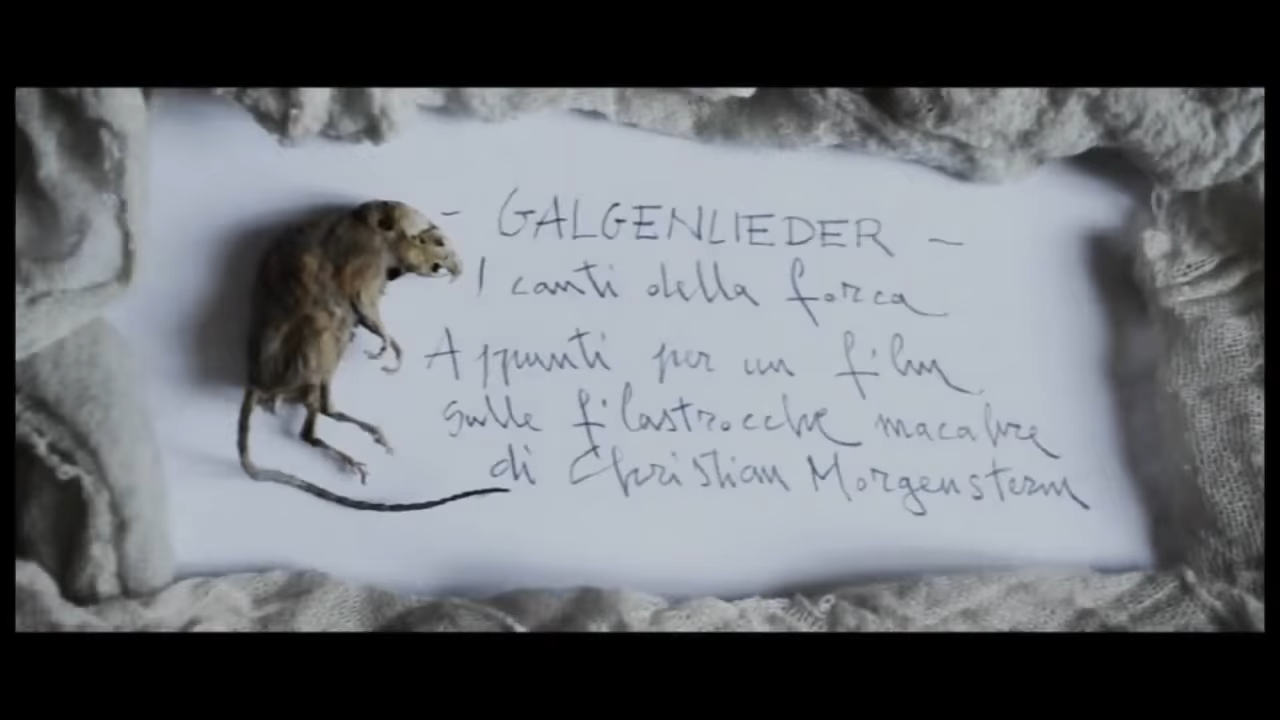 - GALGENLIEDER -
I canti della forca
Appunti per un film
sulle filastrocche macabre
di Christian Morgenstern